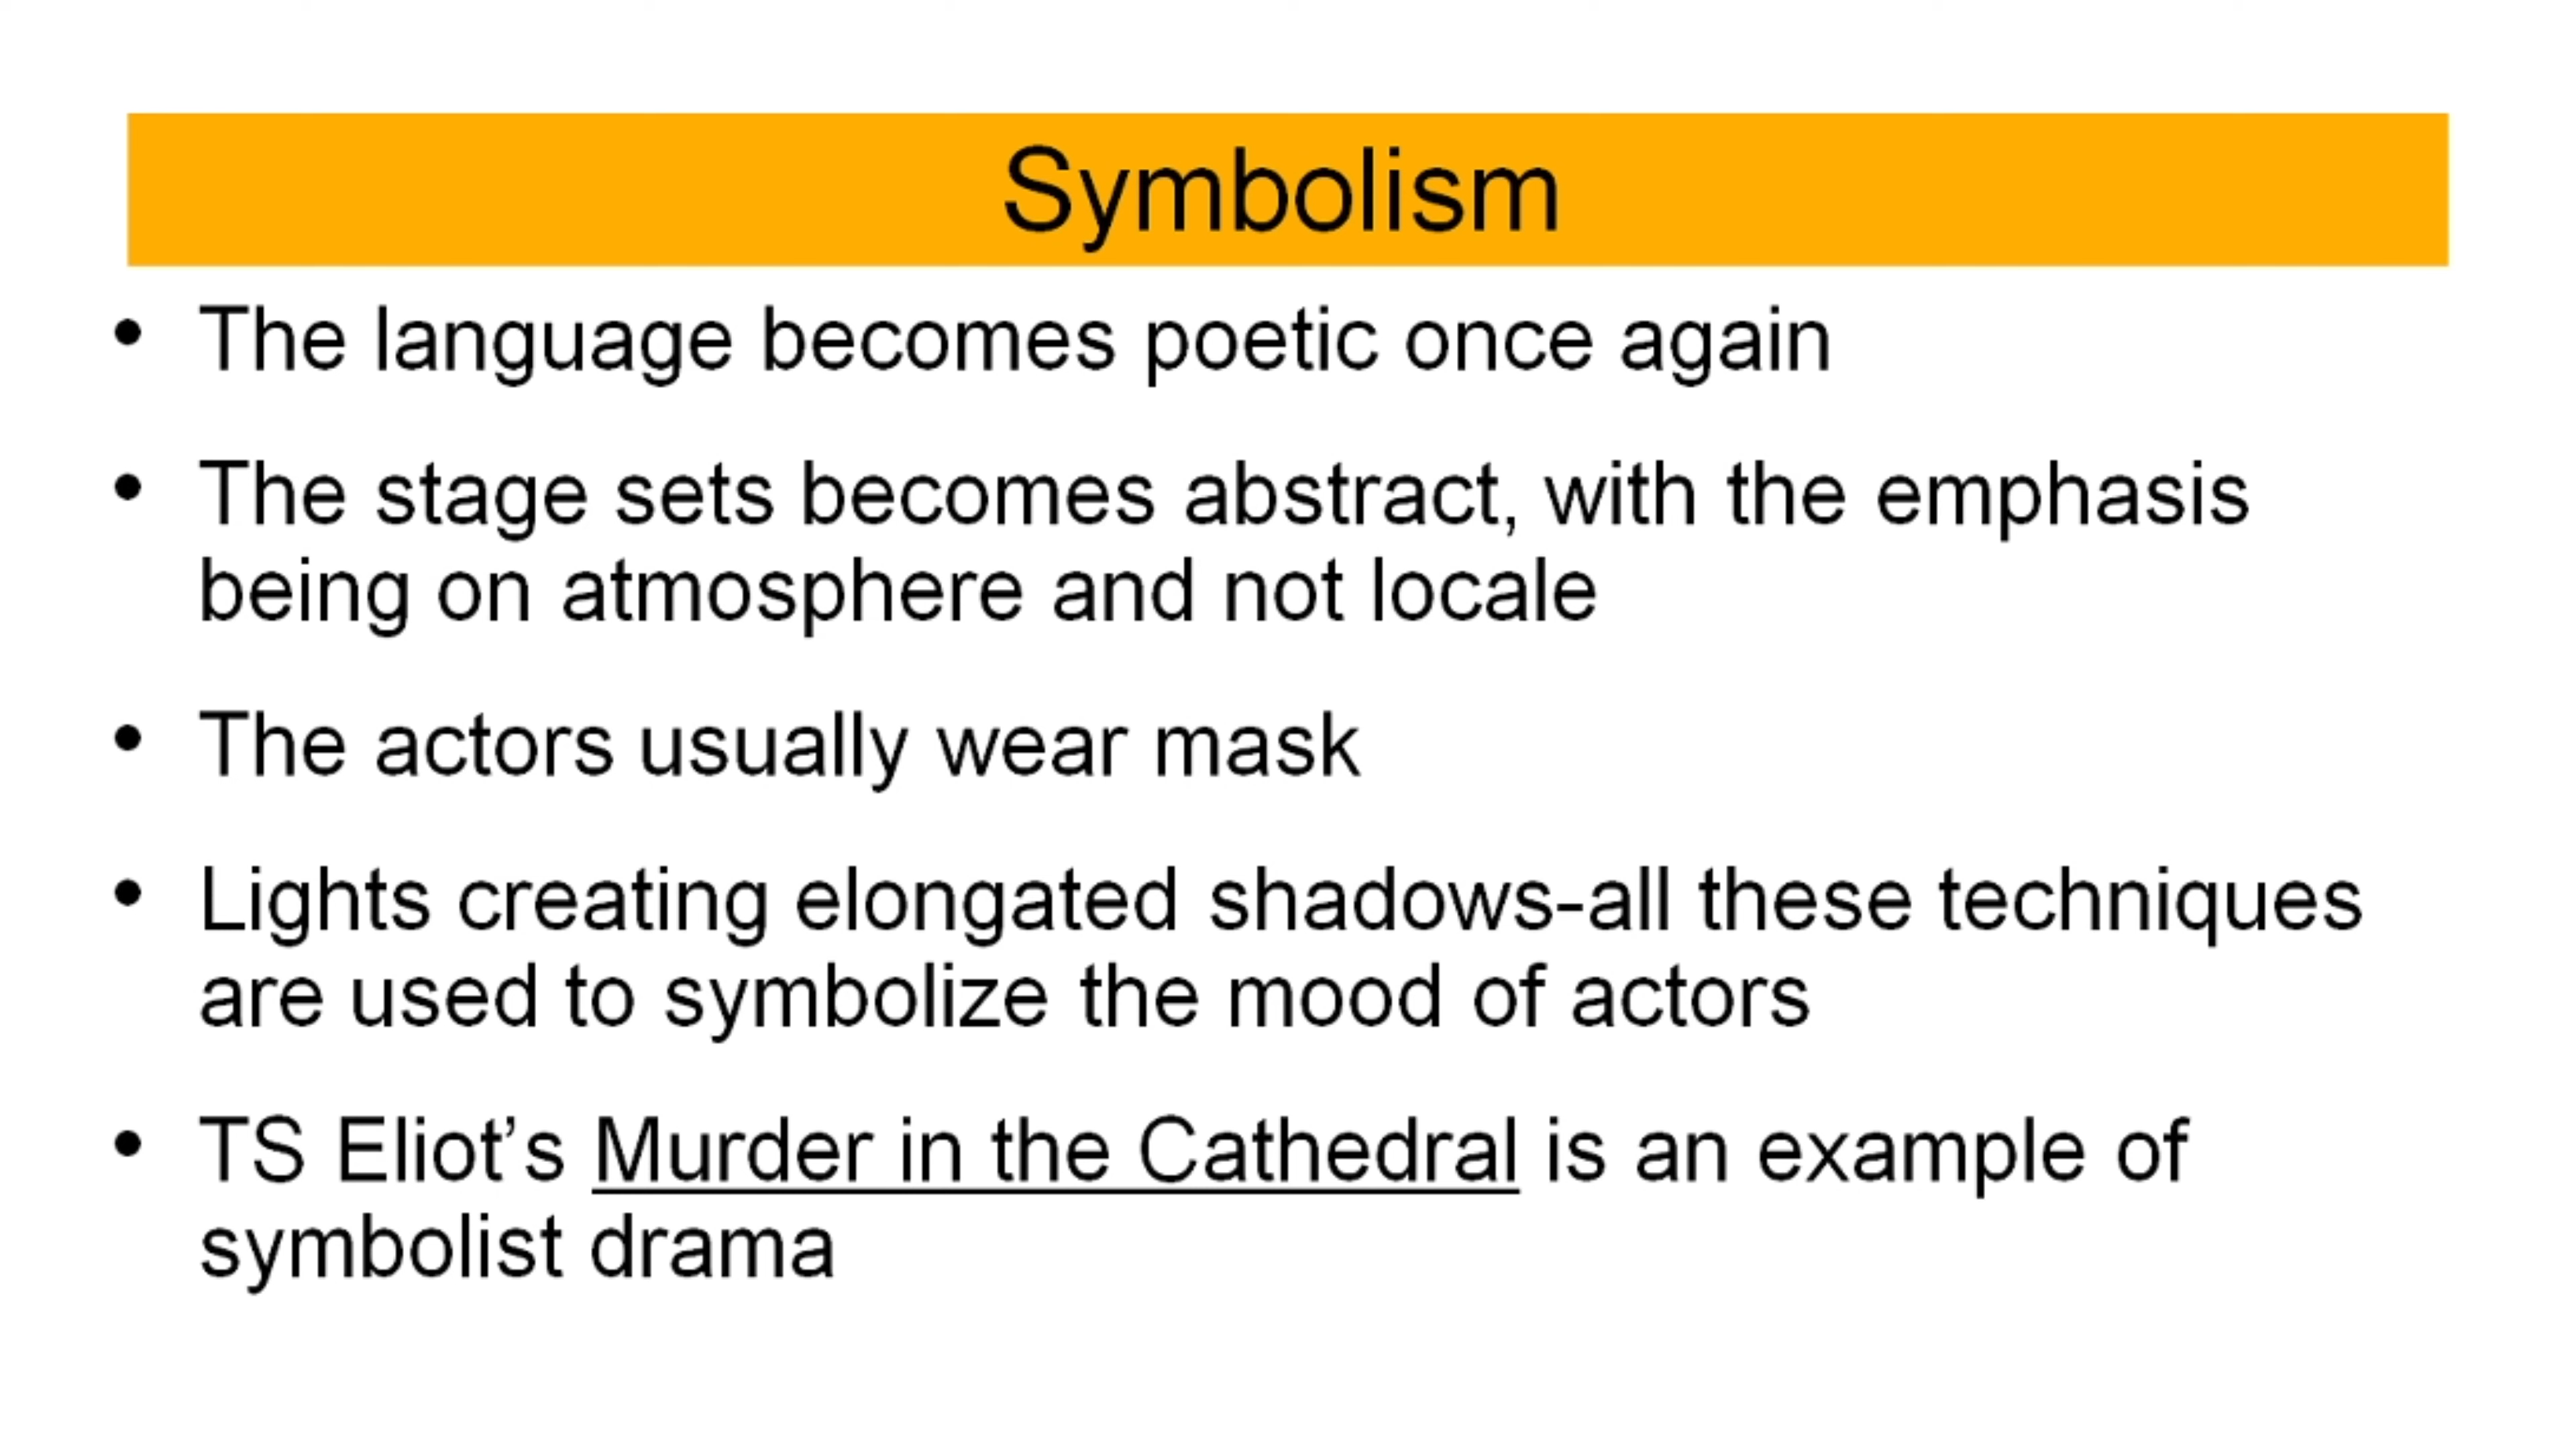 Symbolism
• The language becomes poetic once again
• The stage sets becomes abstract, with the emphasis
being on atmosphere and not locale
• The actors usually wear mask
• Lights creating elongated shadows-all these techniques
are used to symbolize the mood of actors
• TS Eliot’s Murder in the Cathedral is an example of
symbolist drama